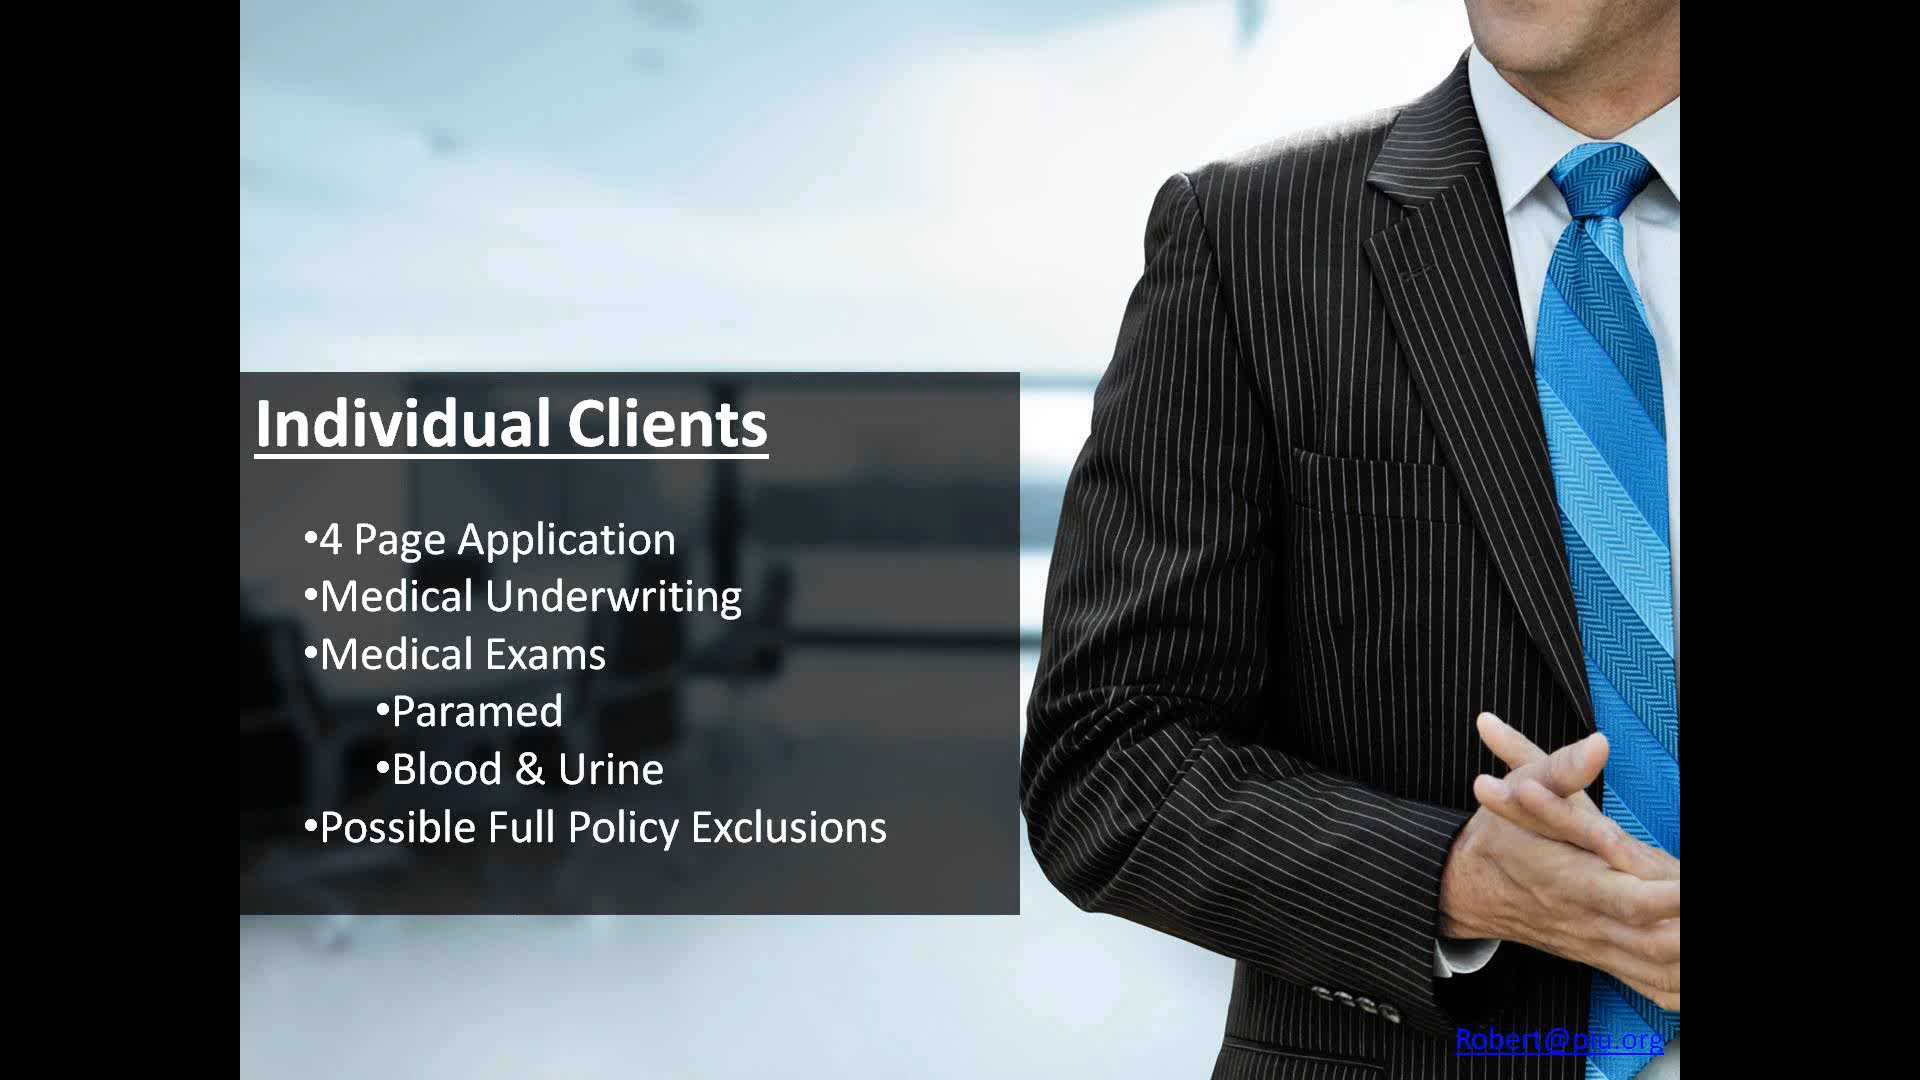 Individual Clients
•4 Page Application
•Medical Underwriting
•Medical Exams
•Paramed
•Blood & Urine
•Possible Full Policy Exclusions
Robert@piu.org